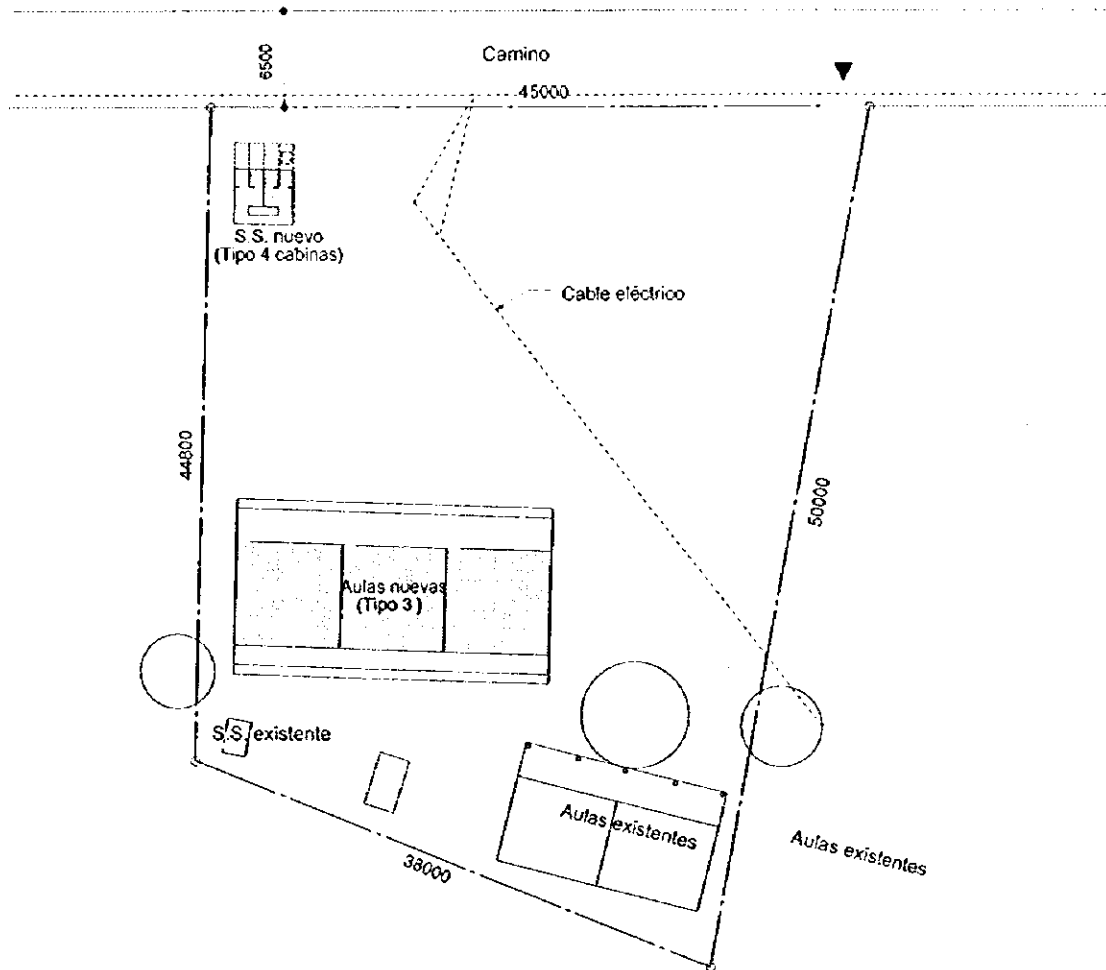 Camino
6500
45000
S.S. nuevo
(Tipo 4 cabinas)
Cable eléctrico
44800
50000
Aulas nuevas
(Tipo 3 )
S.S. existente
Aulas existentes
Aulas existentes
38000